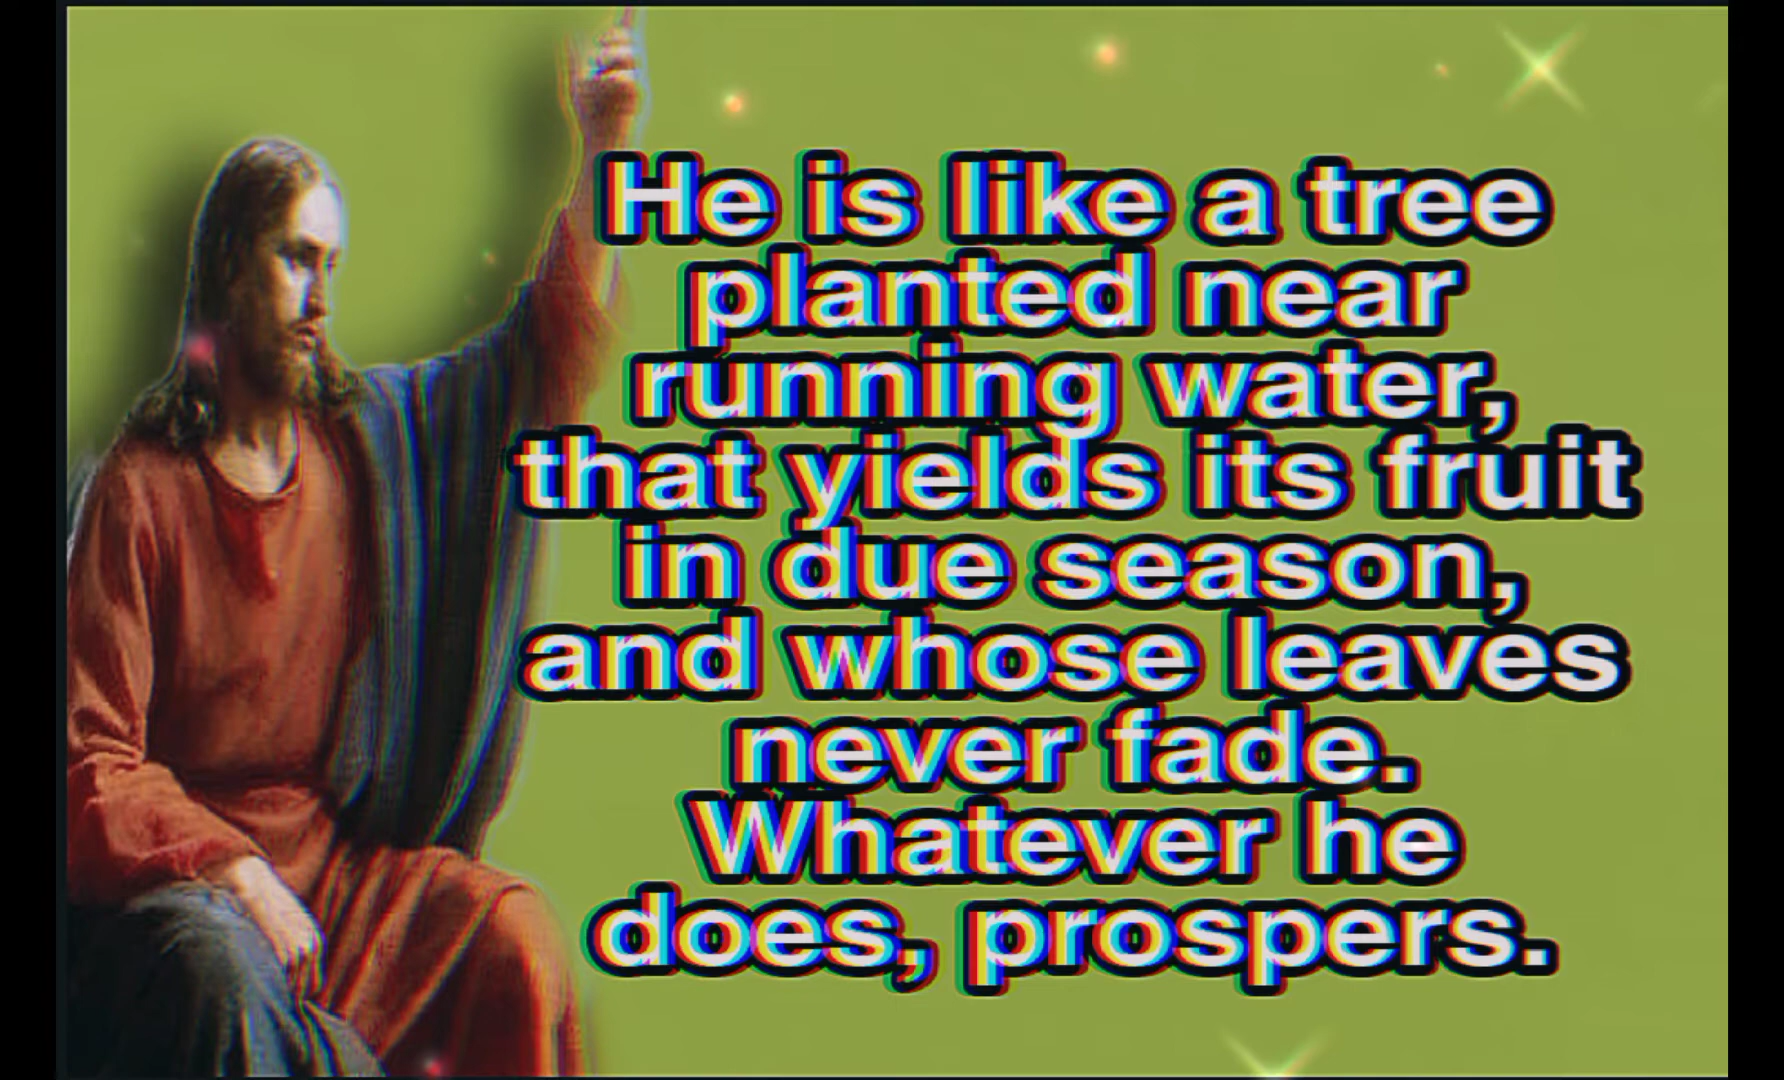 He is like a tree
planted near
running water,
that yields its fruit
in due season,
and whose leaves
never fade.
Whatever he
does, prospers.